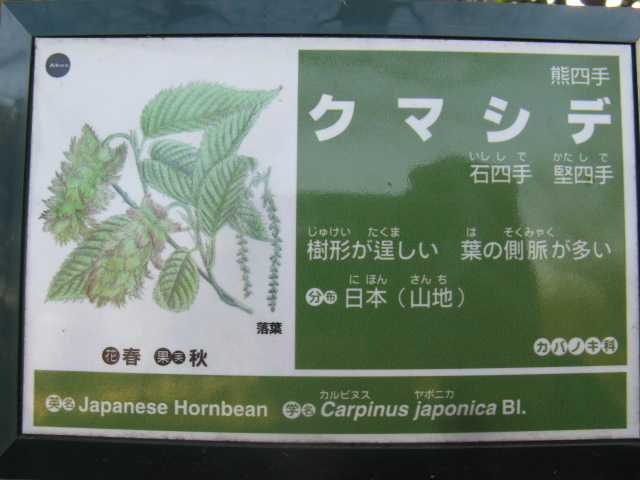 Aboc
熊四手
クマシデ
いししで かたしで
石四手 堅四手
じゅけい たくま は そくみゃく
樹形が逞しい 葉の側脈が多い
にほん さんち
分布 日本（山地）
落葉
花春 果実秋
カバノキ科
カルピヌス ヤポニカ
英名 Japanese Hornbean 学名 Carpinus japonica Bl.